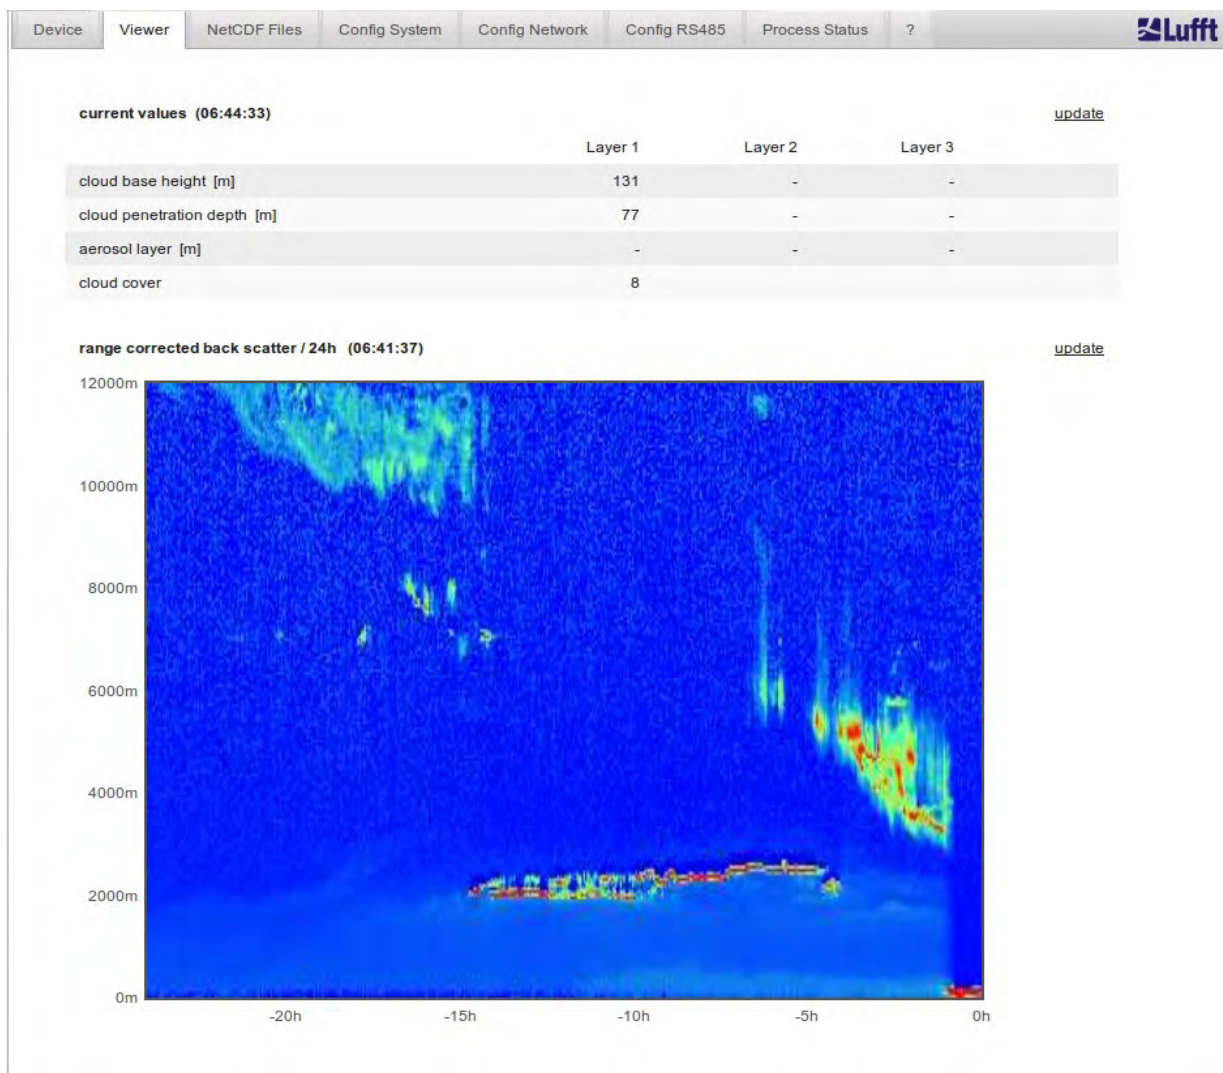 Device Viewer NetCDF Files Config System Config Network Config RS485 Process Status ? Lufft
current values (06:44:33) update
Layer 1 Layer 2 Layer 3
cloud base height [m] 131 - -
cloud penetration depth [m] 77 - -
aerosol layer [m] - - -
cloud cover 8
range corrected back scatter / 24h (06:41:37) update
12000m
10000m
8000m
6000m
4000m
2000m
0m
-20h -15h -10h -5h 0h